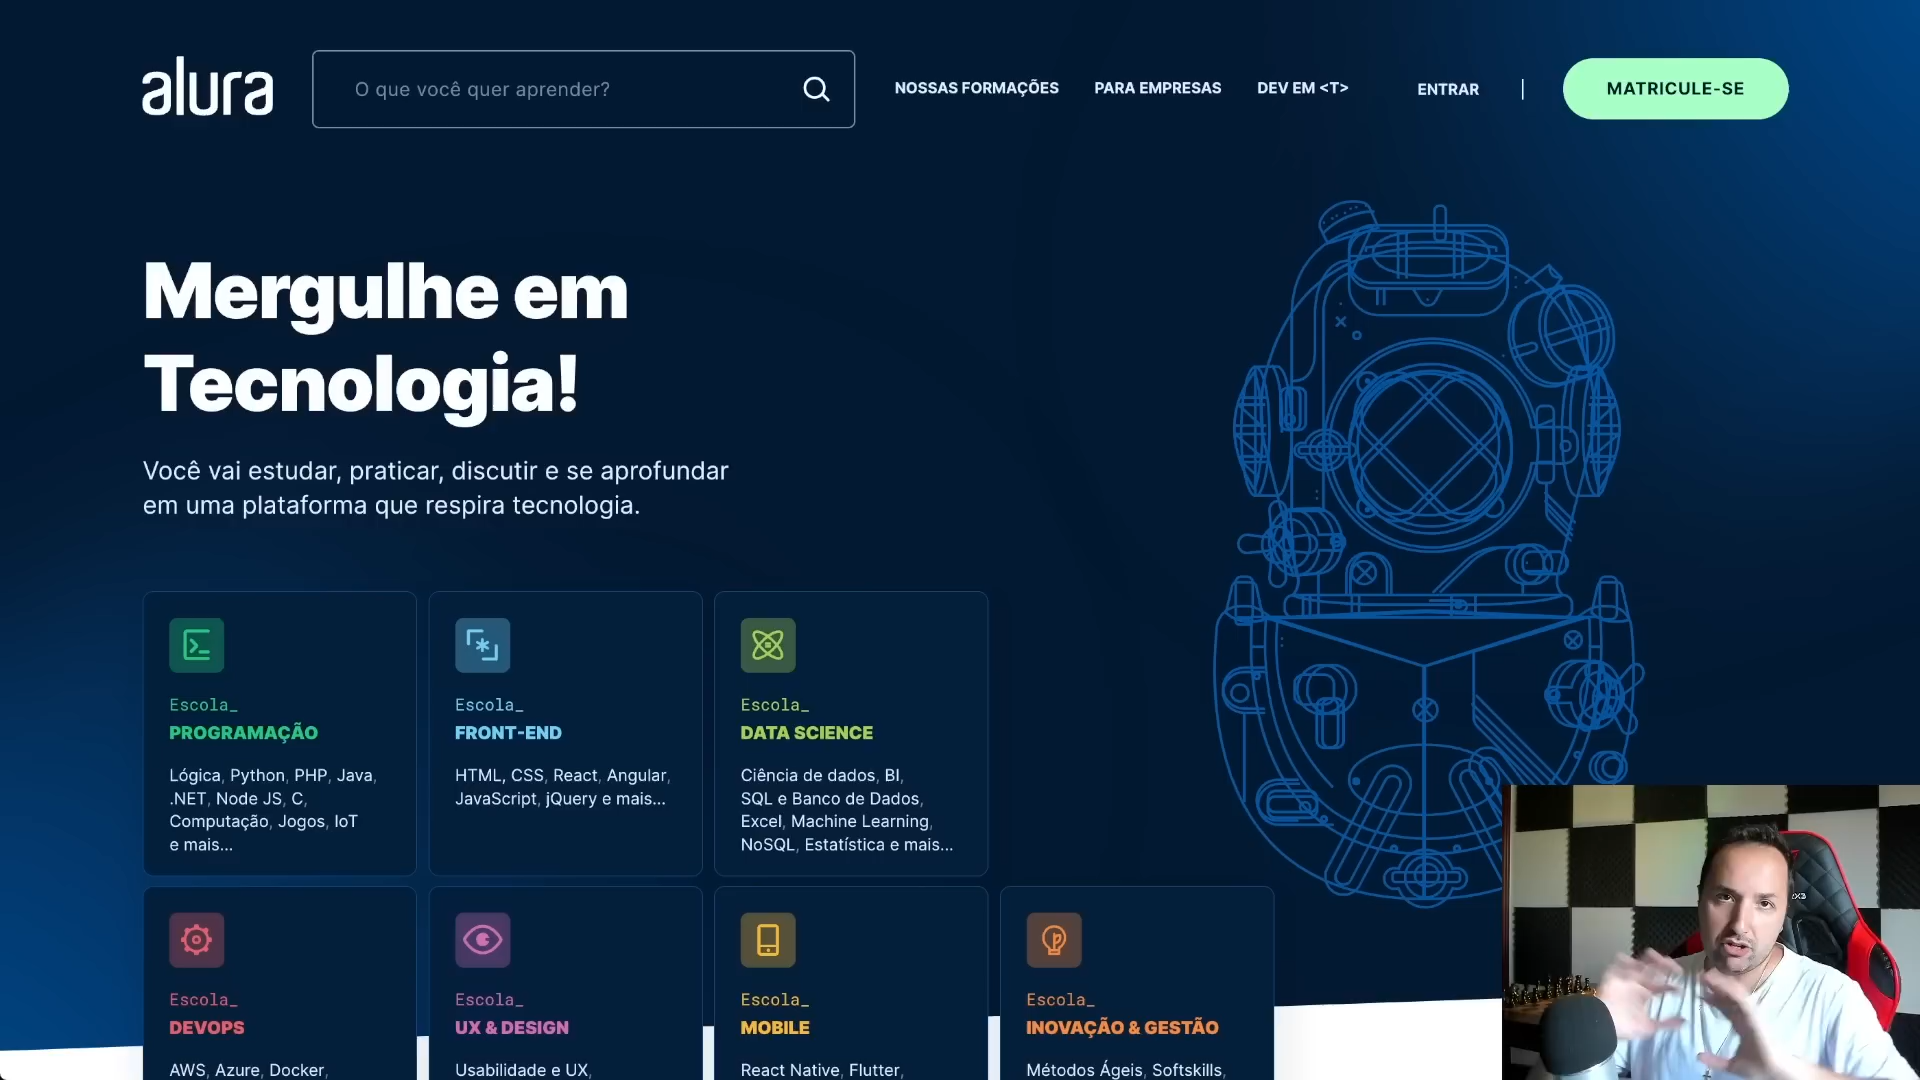 alura
O que você quer aprender?
NOSSAS FORMAÇÕES
PARA EMPRESAS
DEV EM <T>
ENTRAR
|
MATRICULE-SE
Mergulhe em
Tecnologia!
Você vai estudar, praticar, discutir e se aprofundar
em uma plataforma que respira tecnologia.
Escola_
PROGRAMAÇÃO
Lógica, Python, PHP, Java,
.NET, Node JS, C,
Computação, Jogos, IoT
e mais...
Escola_
FRONT-END
HTML, CSS, React, Angular,
JavaScript, jQuery e mais...
Escola_
DATA SCIENCE
Ciência de dados, BI,
SQL e Banco de Dados,
Excel, Machine Learning,
NoSQL, Estatística e mais...
Escola_
DEVOPS
AWS, Azure, Docker,
Escola_
UX & DESIGN
Usabilidade e UX,
Escola_
MOBILE
React Native, Flutter,
Escola_
INOVAÇÃO & GESTÃO
Métodos Ágeis, Softskills,